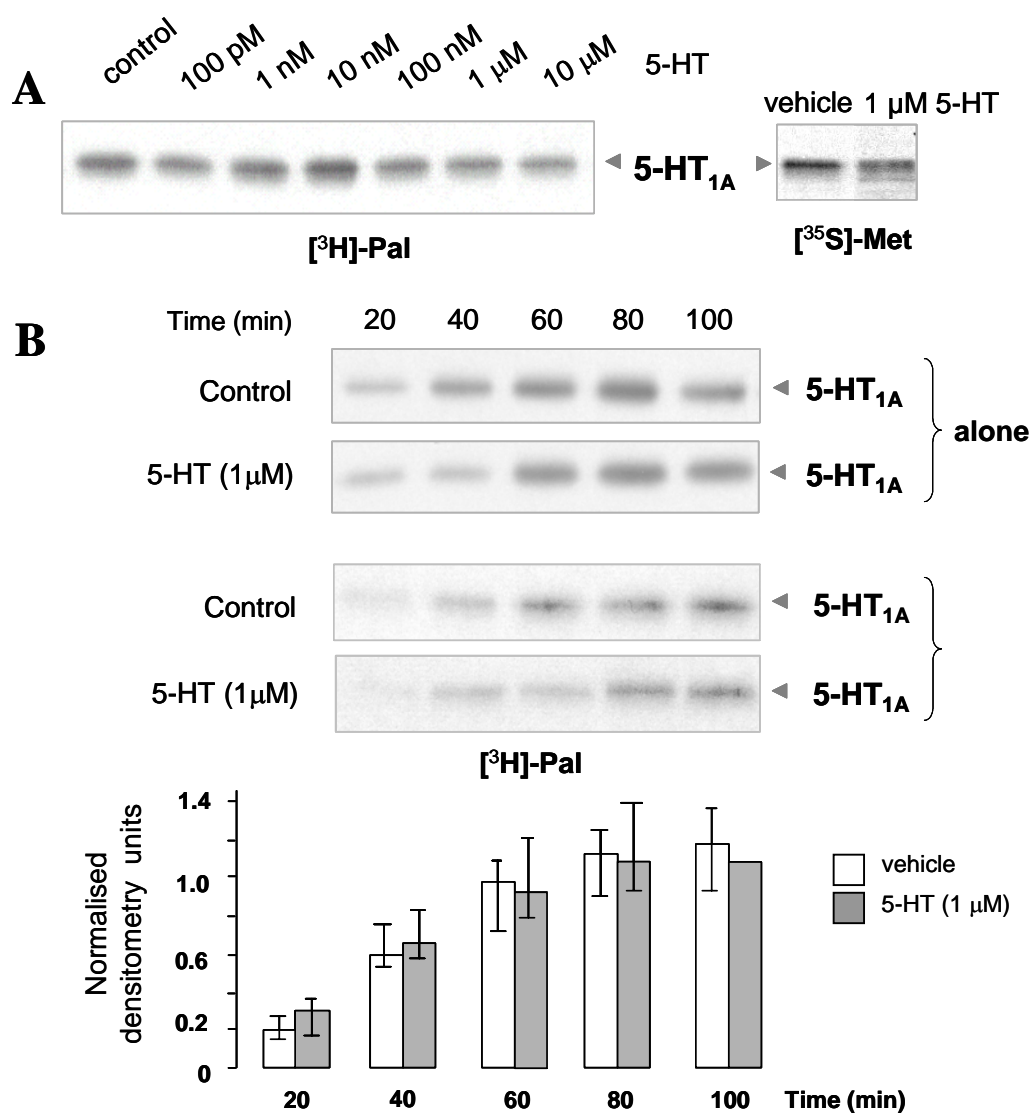 control 100 pM 1 nM 10 nM 100 nM 1 μM 10 μM 5-HT
A
vehicle 1 μM 5-HT
5-HT1A
[3H]-Pal
[35S]-Met
B
Time (min) 20 40 60 80 100
Control 5-HT1A
alone
5-HT (1μM) 5-HT1A
Control 5-HT1A
5-HT (1μM) 5-HT1A
[3H]-Pal
Normalised
densitometry units
1.4
1.0
0.6
0.2
0
vehicle
5-HT (1 μM)
20 40 60 80 100 Time (min)